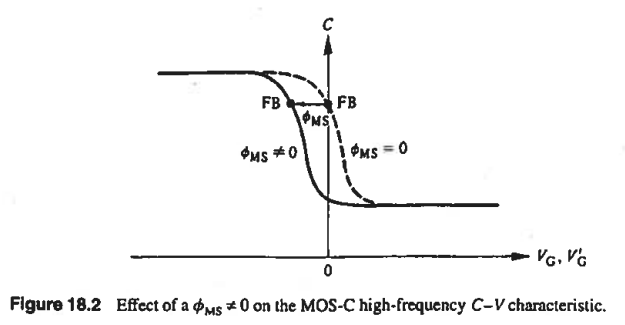 C
FB FB
ϕMS
ϕMS ≠ 0 ϕMS = 0
VG, V′G
0
Figure 18.2 Effect of a ϕMS ≠ 0 on the MOS-C high-frequency C–V characteristic.